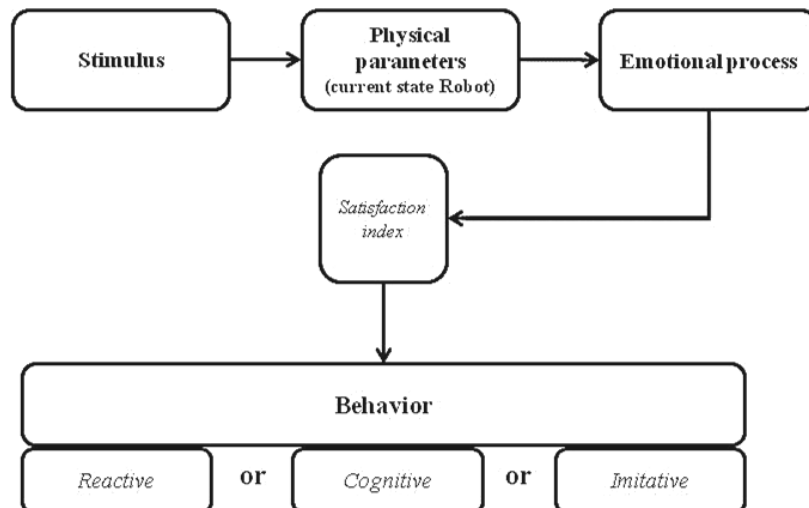 Stimulus
Physical
parameters
(current state Robot)
Emotional process
Satisfaction
index
Behavior
Reactive
or
Cognitive
or
Imitative